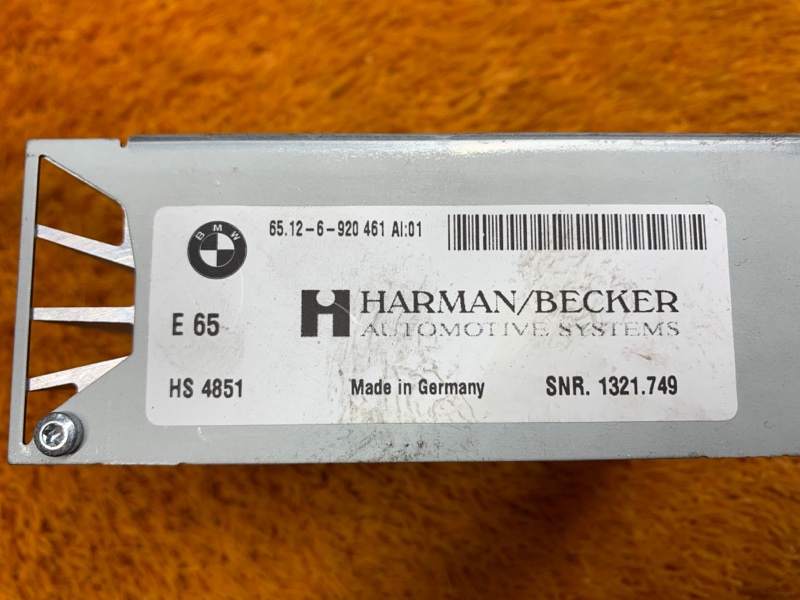 BMW
65.12-6-920 461 AI:01
HARMAN/BECKER
AUTOMOTIVE SYSTEMS
E 65
HS 4851
Made in Germany
SNR. 1321.749